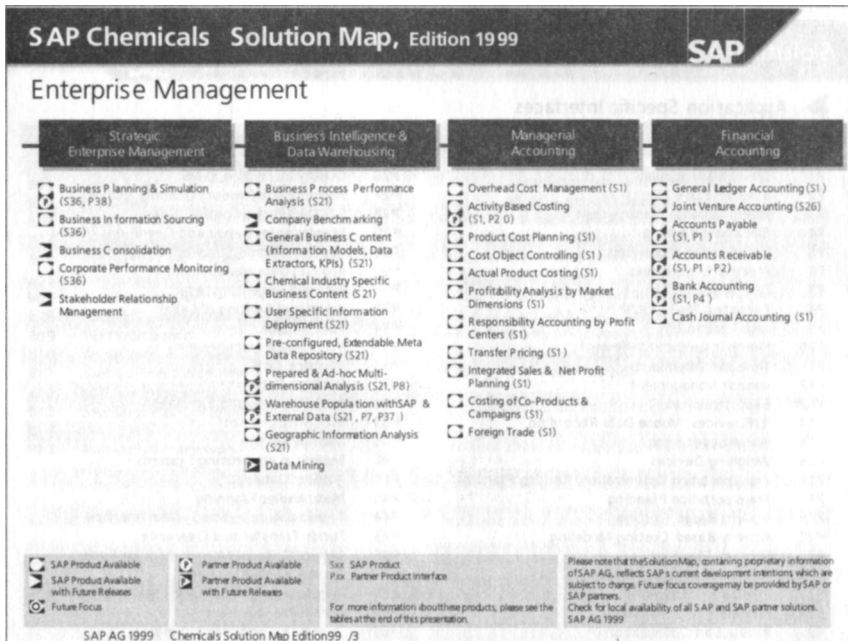 SAP Chemicals Solution Map, Edition 1999
SAP
Enterprise Management
Strategic
Enterprise Management
Business Planning & Simulation
(S36, P38)
Business Information Sourcing
(S36)
Business Consolidation
Corporate Performance Monitoring
(S36)
Stakeholder Relationship
Management
Business Intelligence &
Data Warehousing
Business Process Performance
Analysis (S21)
Company Berchmarking
General Business Content
(Information Models, Data
Extractors, KPIs) (S21)
Chemical Industry Specific
Business Content (S21)
User Specific Information
Deployment (S21)
Pre-configured, Extendable Meta
Data Repository (S21)
Prepared & Ad-hoc Multi-
dimensional Analysis (S21, P8)
Warehouse Population withSAP &
External Data (S21, P7, P37 )
Geographic Information Analysis
(S21)
Data Mining
Managerial
Accounting
Overhead Cost Management (S1)
Activity Based Costing
(S1, P20)
Product Cost Planning (S1)
Cost Object Controlling (S1)
Actual Product Costing (S1)
Profitability Analysis by Market
Dimensions (S1)
Responsibility Accounting by Profit
Centers (S1)
Transfer Pricing (S1)
Integrated Sales & Net Profit
Planning (S1)
Costing of Co-Products &
Campaigns (S1)
Foreign Trade (S1)
Financial
Accounting
General Ledger Accounting (S1)
Joint Venture Accounting (S26)
Accounts Payable
(S1, P1 )
Accounts Receivable
(S1, P1 , P2)
Bank Accounting
(S1, P4 )
Cash Journal Accounting (S1)
SAP Product Available
SAP Product Available
with Future Releases
Future Focus
Partner Product Available
Partner Product Available
with Future Releases
Sxx SAP Product
Pxx Partner Product Interface
For more information aboutthese products, please see the
tables at the end of this presentation.
Please note that the Solution Map, containing proprietary information
of SAP AG, reflects SAP s current development intentions, which are
subject to change. Future focus coverage may be provided by SAP or
SAP partners.
Check for local availability of all SAP and SAP partner solutions.
SAP AG 1999
SAP AG 1999 Chemicals Solution Map Edition99 /3